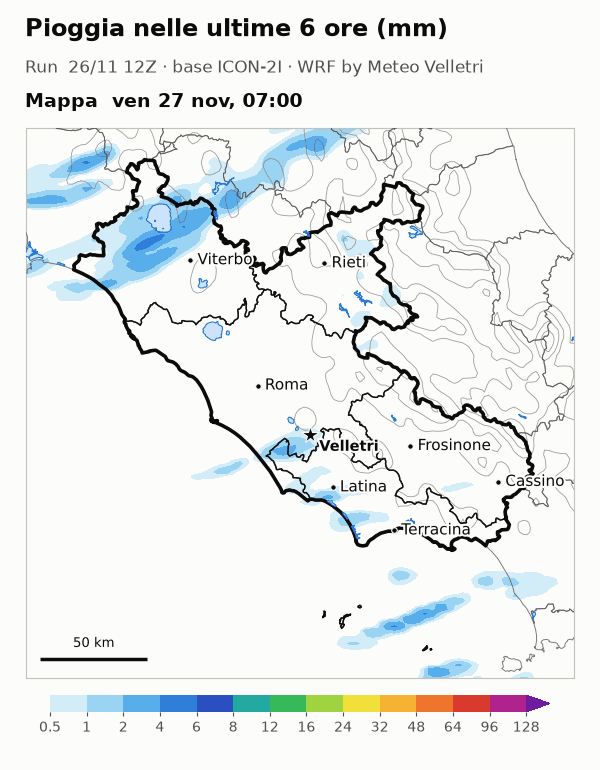 Pioggia nelle ultime 6 ore (mm)
Run  26/11 12Z · base ICON-2I · WRF by Meteo Velletri
Mappa  ven 27 nov, 07:00
Viterbo
Rieti
Roma
Velletri
Frosinone
Latina
Cassino
Terracina
50 km
0.5 1 2 4 6 8 12 16 24 32 48 64 96 128